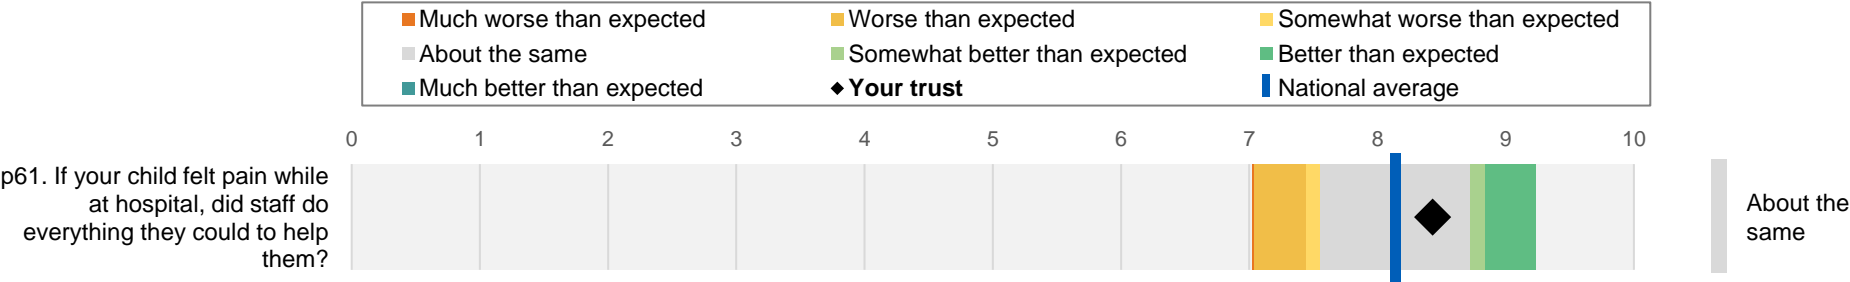 Much worse than expected
Worse than expected
Somewhat worse than expected
About the same
Somewhat better than expected
Better than expected
Much better than expected
Your trust
National average
0 1 2 3 4 5 6 7 8 9 10
p61. If your child felt pain while
at hospital, did staff do
everything they could to help
them?
About the
same